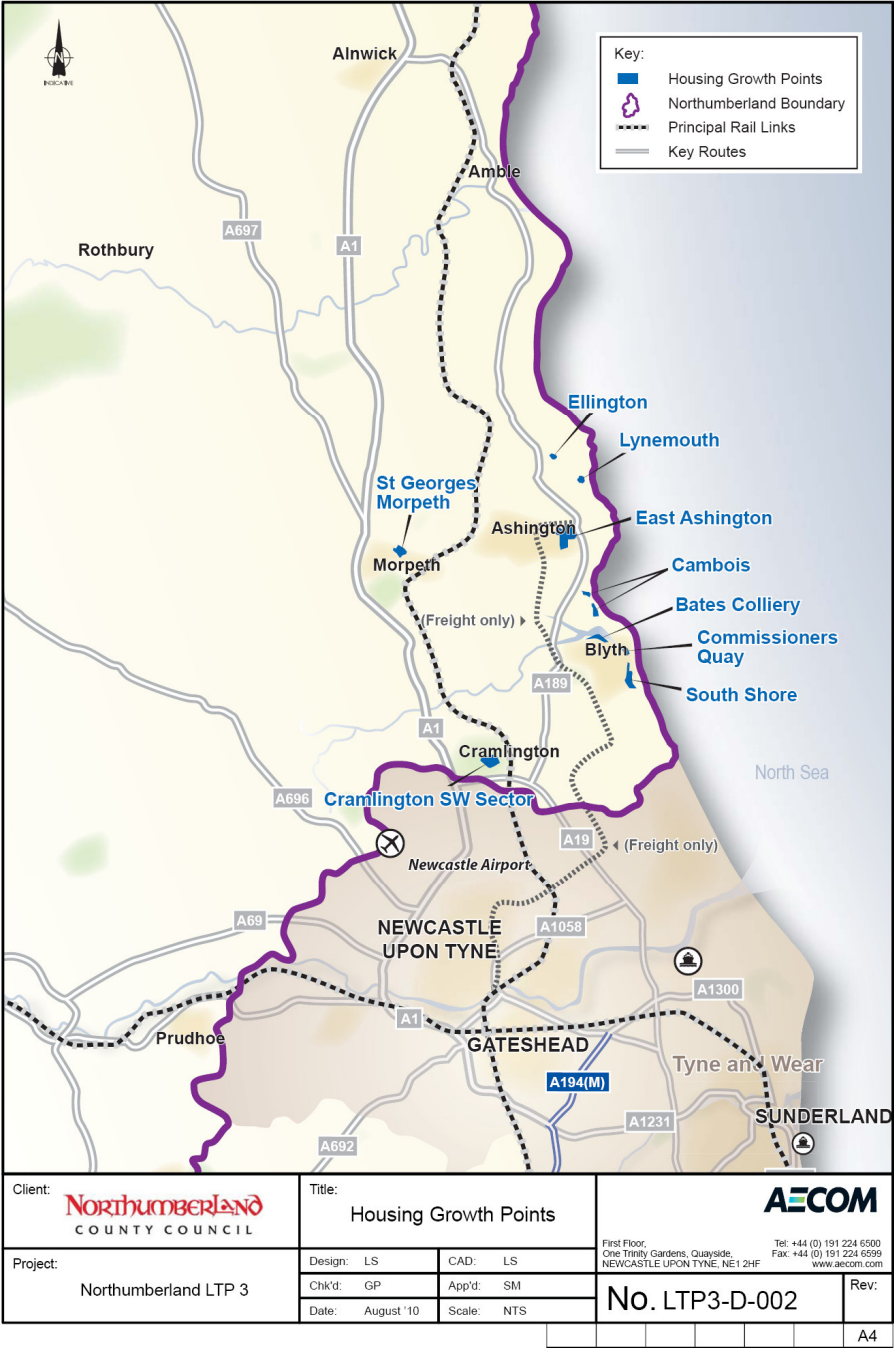 INDICATIVE
Key:
Housing Growth Points
Northumberland Boundary
Principal Rail Links
Key Routes
Alnwick
Amble
A697
A1
Rothbury
Ellington
Lynemouth
St Georges
Morpeth
Ashington
East Ashington
Morpeth
Cambois
Bates Colliery
(Freight only)
Commissioners
Quay
Blyth
A189
South Shore
A1
Cramlington
North Sea
A696
Cramlington SW Sector
A19
(Freight only)
Newcastle Airport
A69
NEWCASTLE
UPON TYNE
A1058
A1300
A1
Prudhoe
GATESHEAD
Tyne and Wear
A194(M)
A1231
SUNDERLAND
A692
Client:
NORTHUMBERLAND
COUNTY COUNCIL
Title:
Housing Growth Points
AECOM
First Floor,
One Trinity Gardens, Quayside,
NEWCASTLE UPON TYNE, NE1 2HF
Tel: +44 (0) 191 224 6500
Fax: +44 (0) 191 224 6599
www.aecom.com
Project:
Northumberland LTP 3
Design: LS
CAD: LS
Chk'd: GP
App'd: SM
Date: August '10
Scale: NTS
No. LTP3-D-002
Rev:
A4